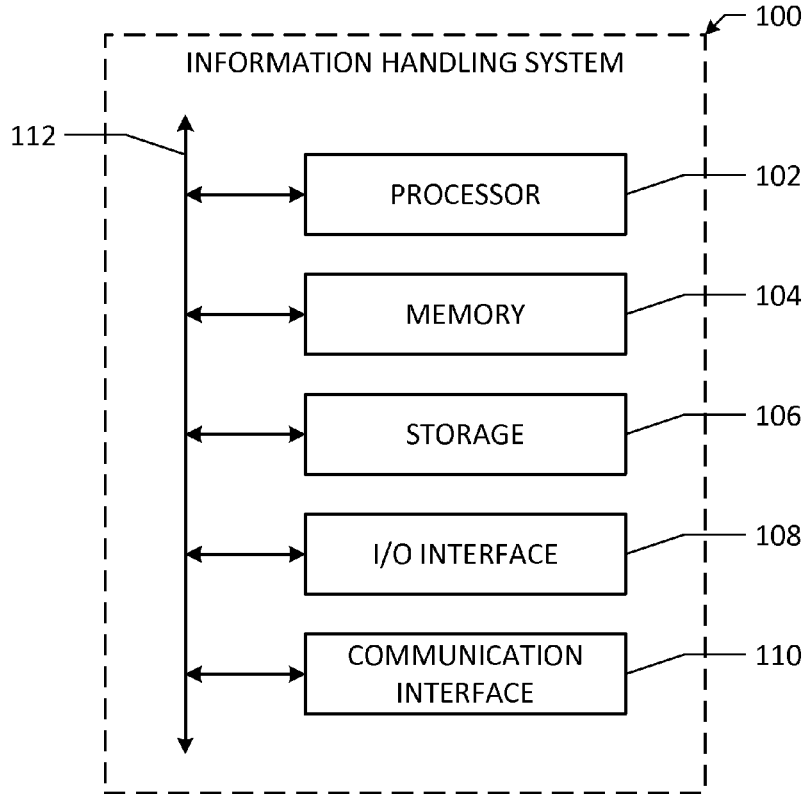 100
INFORMATION HANDLING SYSTEM
112
PROCESSOR
102
MEMORY
104
STORAGE
106
I/O INTERFACE
108
COMMUNICATION
INTERFACE
110